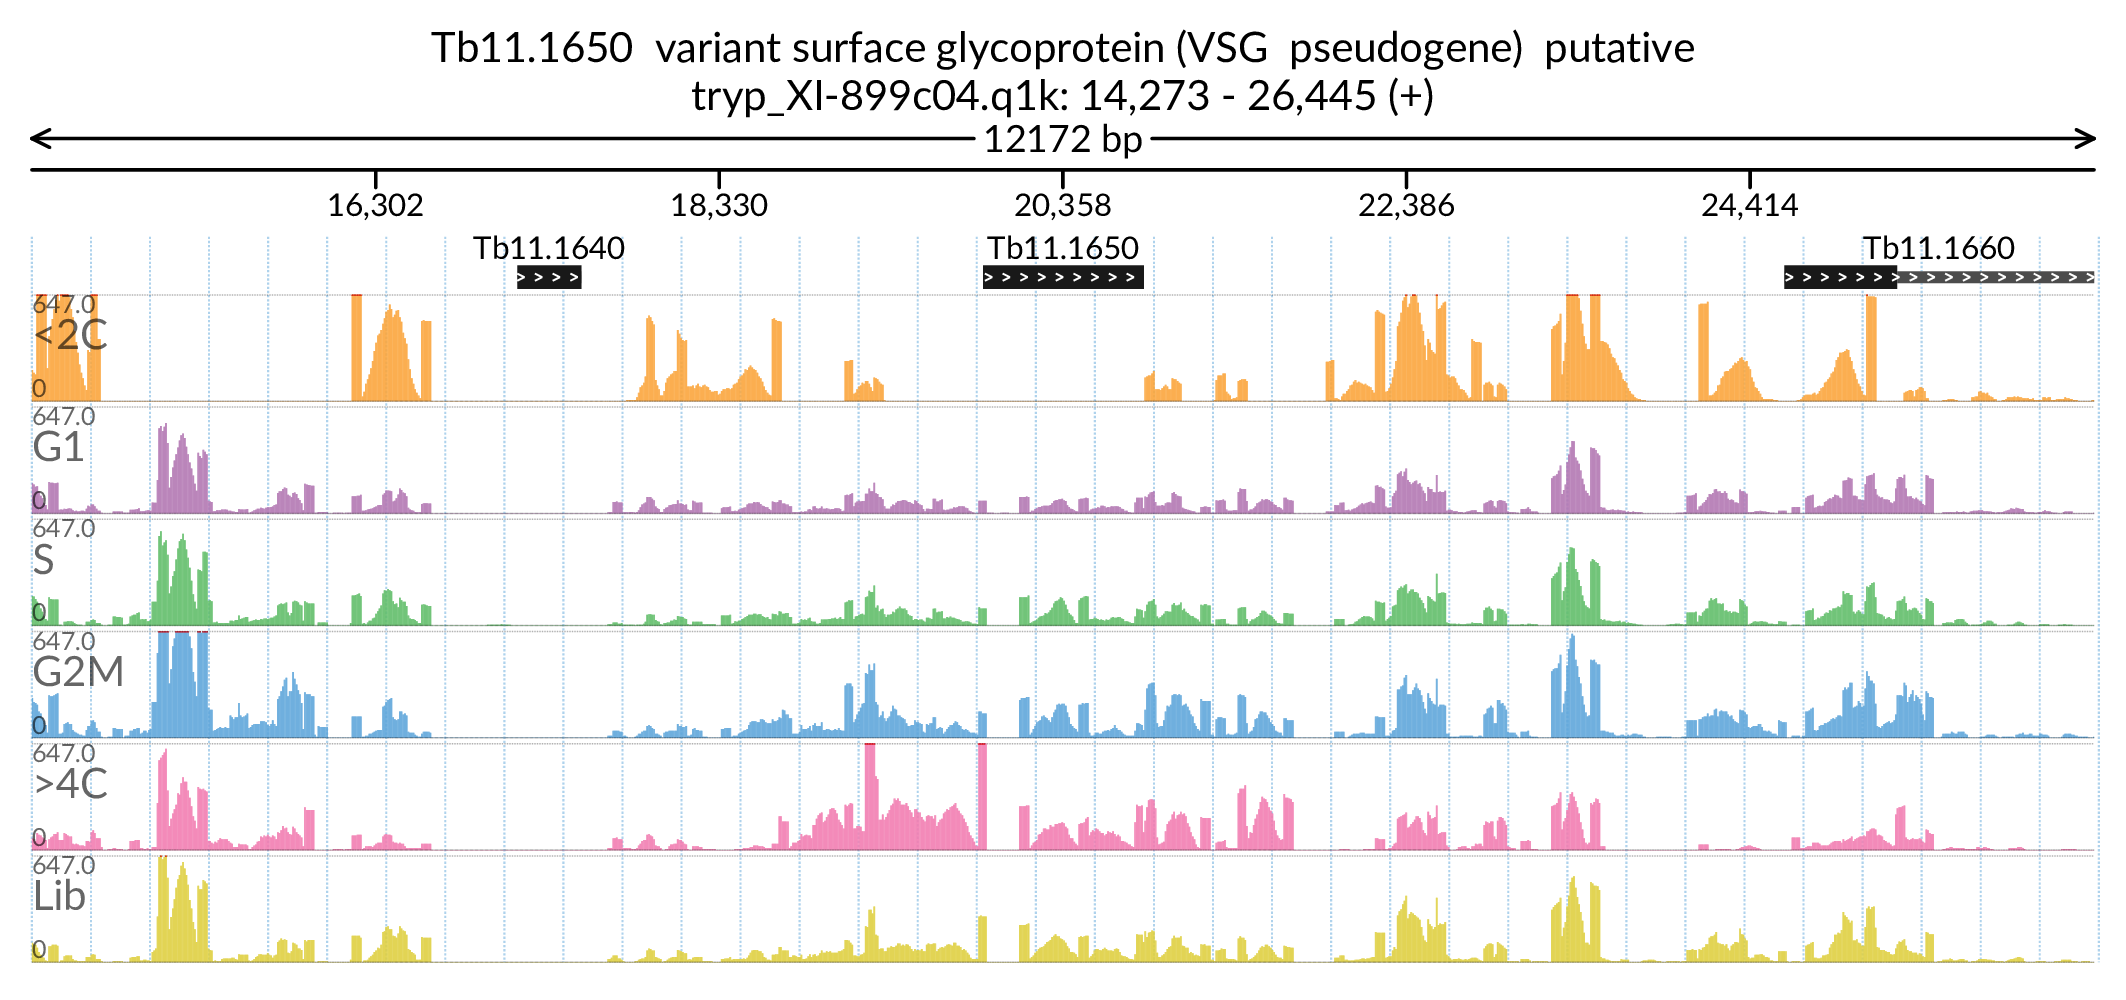 Tb11.1650 variant surface glycoprotein (VSG pseudogene) putative
tryp_XI-899c04.q1k: 14,273 - 26,445 (+)
12172 bp
16,302 18,330 20,358 22,386 24,414
Tb11.1640 Tb11.1650 Tb11.1660
647.0
<2C
0
647.0
G1
0
647.0
S
0
647.0
G2M
0
647.0
>4C
0
647.0
Lib
0